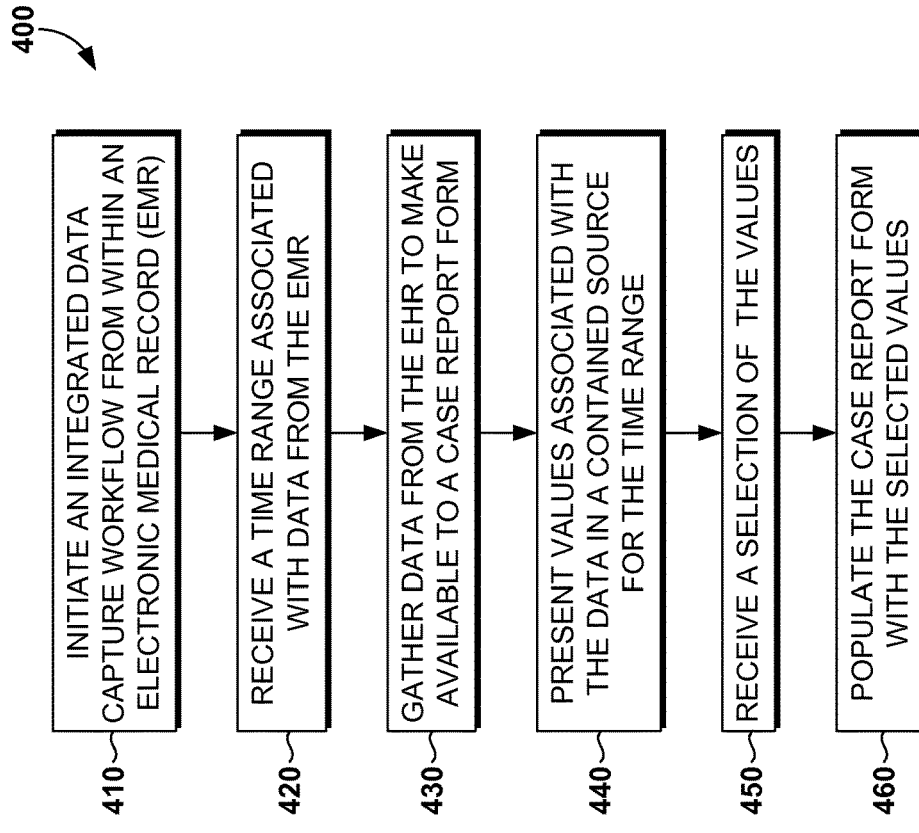 400
410
INITIATE AN INTEGRATED DATA
CAPTURE WORKFLOW FROM WITHIN AN
ELECTRONIC MEDICAL RECORD (EMR)
420
RECEIVE A TIME RANGE ASSOCIATED
WITH DATA FROM THE EMR
430
GATHER DATA FROM THE EHR TO MAKE
AVAILABLE TO A CASE REPORT FORM
440
PRESENT VALUES ASSOCIATED WITH
THE DATA IN A CONTAINED SOURCE
FOR THE TIME RANGE
450
RECEIVE A SELECTION OF THE VALUES
460
POPULATE THE CASE REPORT FORM
WITH THE SELECTED VALUES